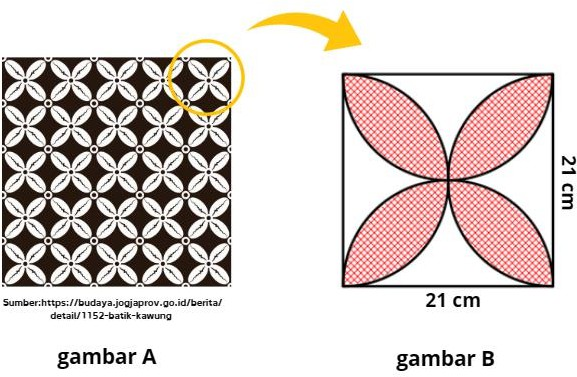 21 cm
21 cm
Sumber:https://budaya.jogjaprov.go.id/berita/
detail/1152-batik-kawung
gambar A
gambar B